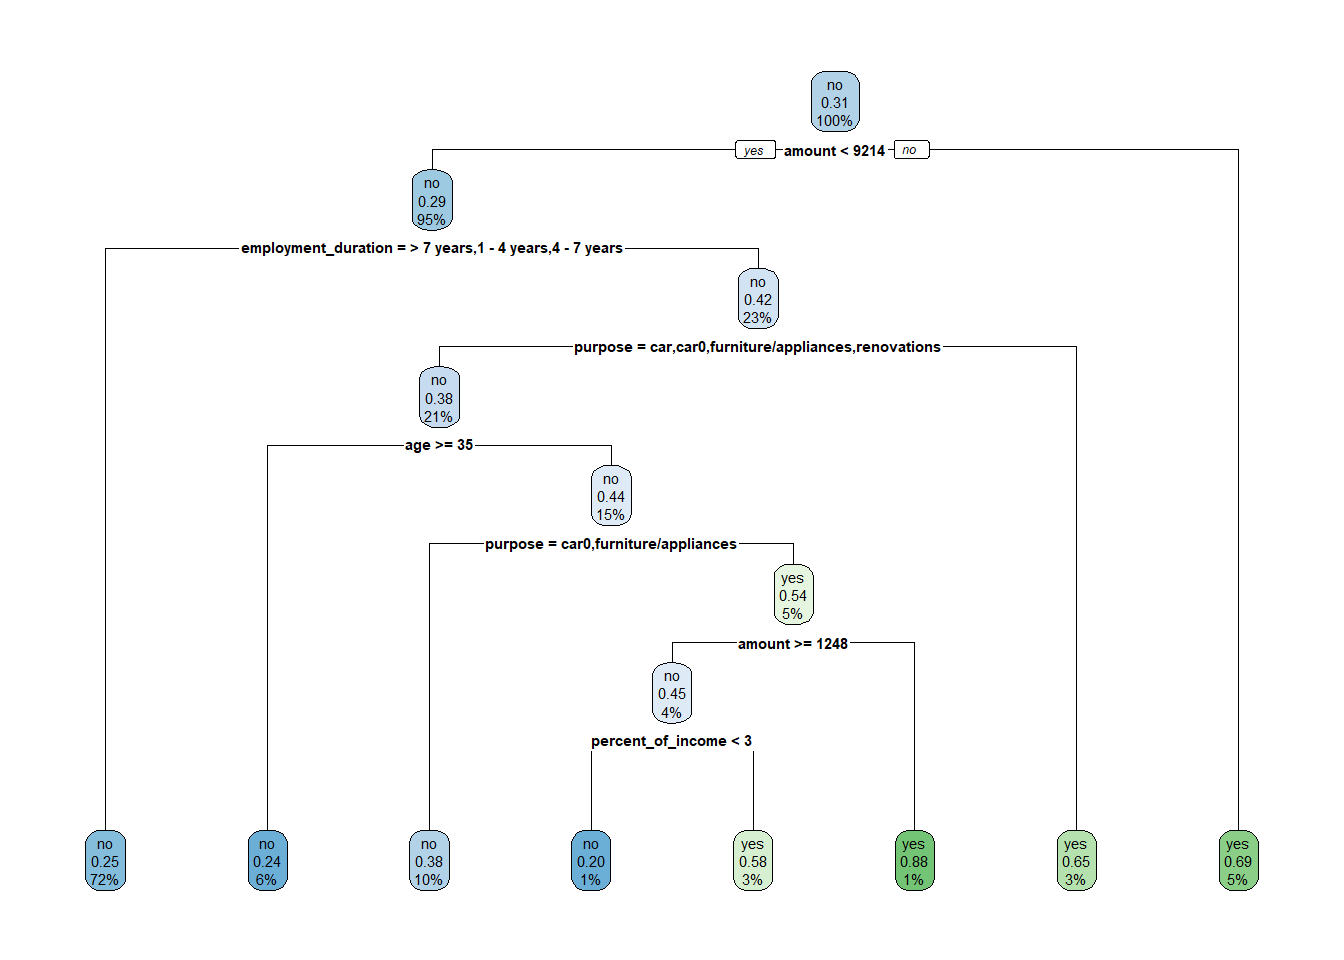 no
0.31
100%
yes amount < 9214 no
no
0.29
95%
employment_duration = > 7 years,1 - 4 years,4 - 7 years
no
0.42
23%
purpose = car,car0,furniture/appliances,renovations
no
0.38
21%
age >= 35
no
0.44
15%
purpose = car0,furniture/appliances
yes
0.54
5%
amount >= 1248
no
0.45
4%
percent_of_income < 3
no
0.25
72%
no
0.24
6%
no
0.38
10%
no
0.20
1%
yes
0.58
3%
yes
0.88
1%
yes
0.65
3%
yes
0.69
5%